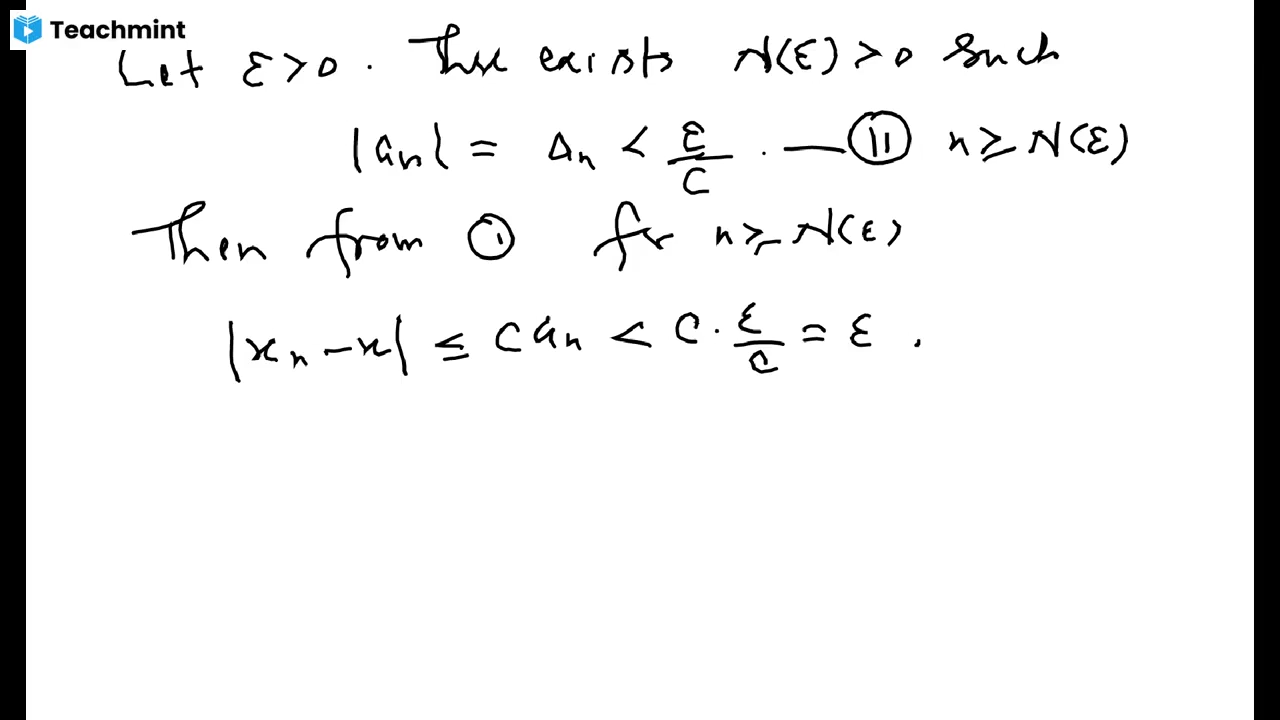 Teachmint
Let ε>0. There exists N(ε)>0 such
|aₙ| = aₙ < ε/C. — (II) n ≥ N(ε)
Then from (I) for n ≥ N(ε)
|xₙ - x| ≤ C aₙ < C · ε/C = ε.